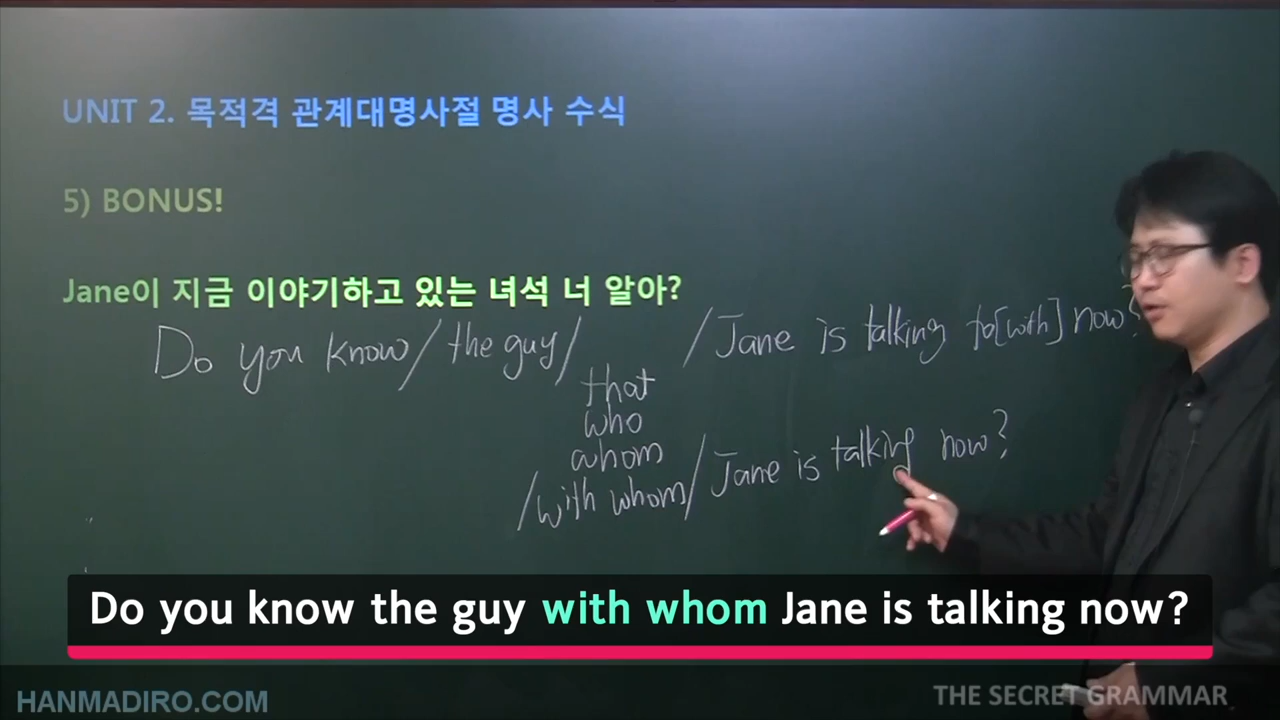 UNIT 2. 목적격 관계대명사절 명사 수식
5) BONUS!
Jane이 지금 이야기하고 있는 녀석 너 알아?
Do you know / the guy / / Jane is talking to[with] now?
that
who
whom
/ with whom / Jane is talking now?
Do you know the guy with whom Jane is talking now?
HANMADIRO.COM
THE SECRET GRAMMAR